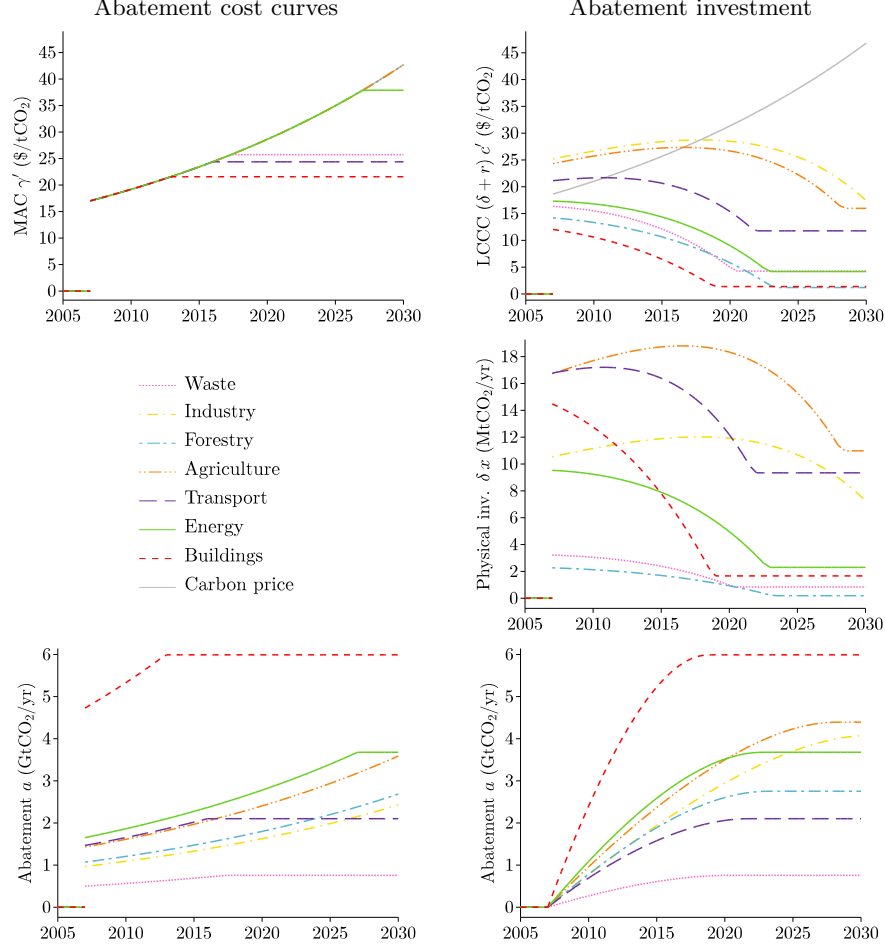 Abatement cost curves
Abatement investment
MAC γ′ ($/tCO₂)
45
40
35
30
25
20
15
10
5
0
2005 2010 2015 2020 2025 2030
LCCC (δ + r) c′ ($/tCO₂)
45
40
35
30
25
20
15
10
5
0
2005 2010 2015 2020 2025 2030
Waste
Industry
Forestry
Agriculture
Transport
Energy
Buildings
Carbon price
Physical inv. δ x (MtCO₂/yr)
18
16
14
12
10
8
6
4
2
0
2005 2010 2015 2020 2025 2030
Abatement a (GtCO₂/yr)
6
5
4
3
2
1
0
2005 2010 2015 2020 2025 2030
Abatement a (GtCO₂/yr)
6
5
4
3
2
1
0
2005 2010 2015 2020 2025 2030